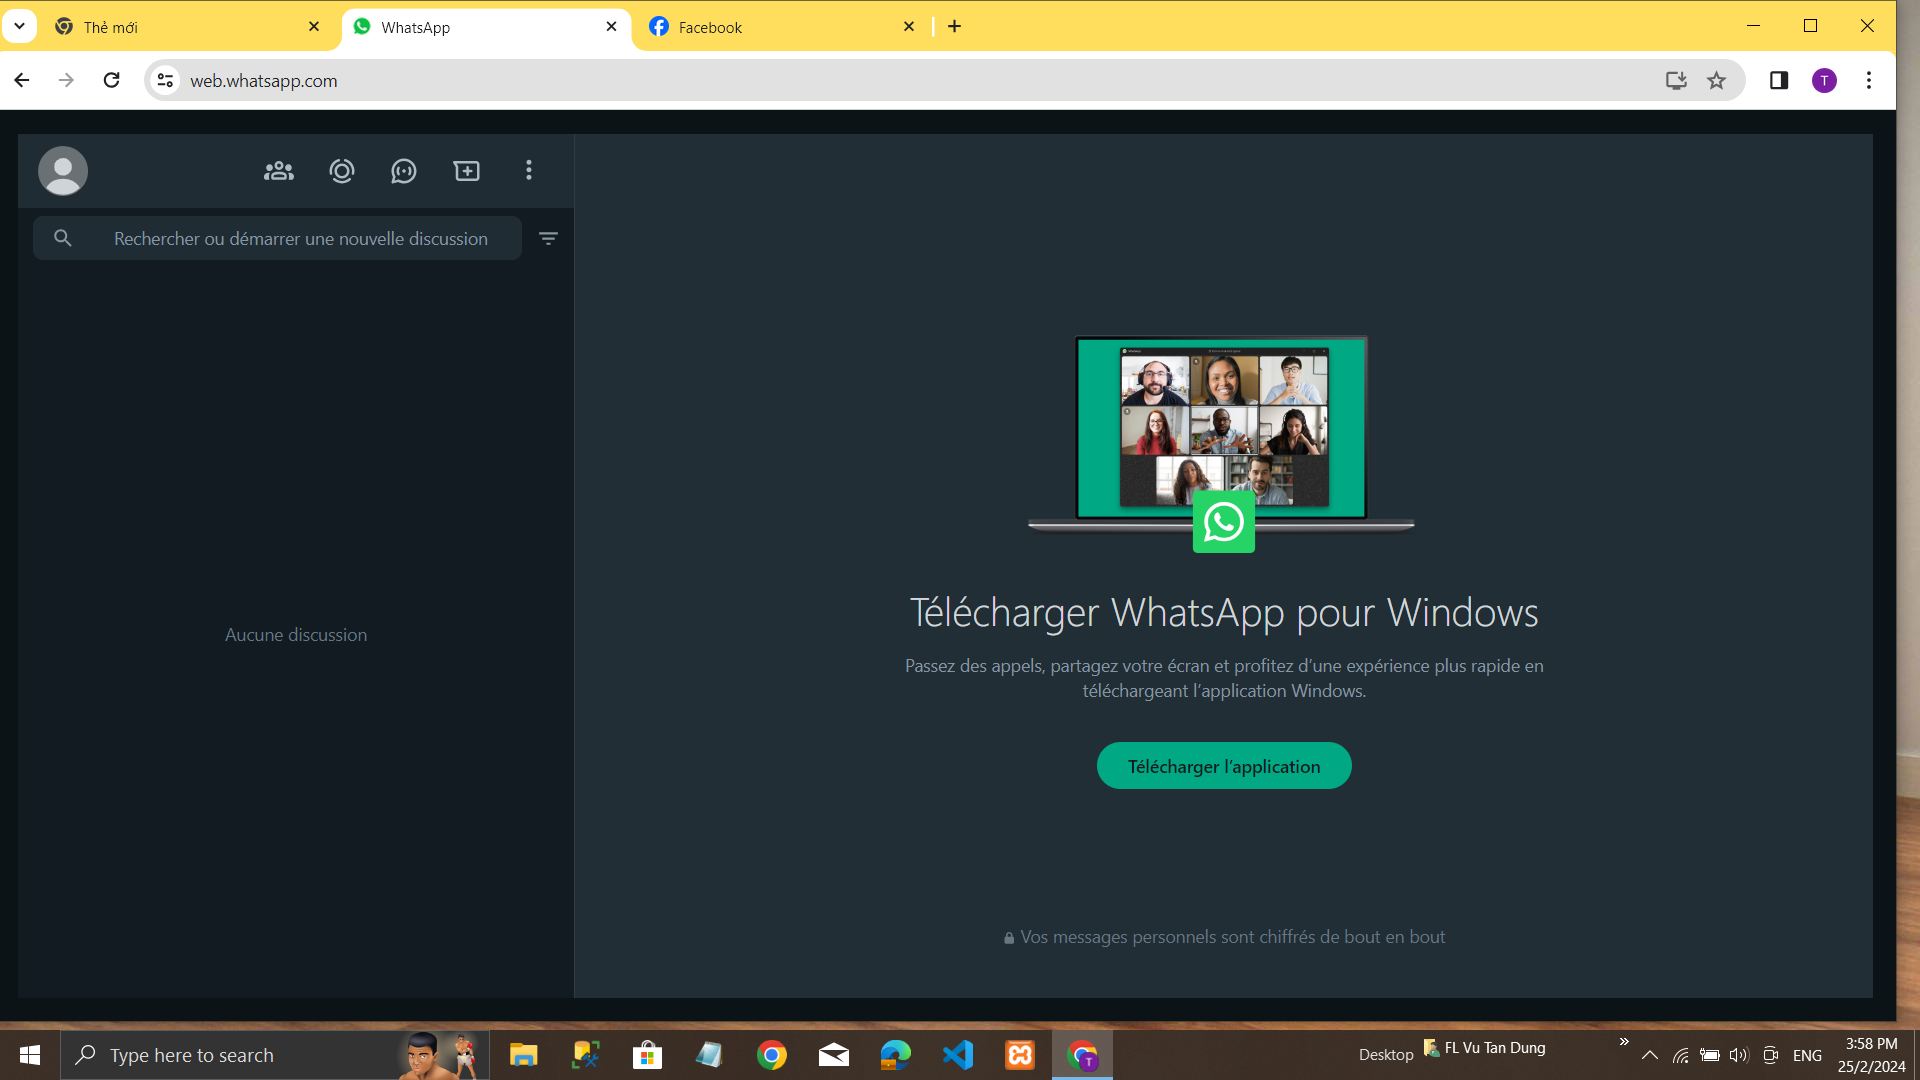 Thẻ mới
WhatsApp
Facebook
web.whatsapp.com
T
Rechercher ou démarrer une nouvelle discussion
Aucune discussion
Télécharger WhatsApp pour Windows
Passez des appels, partagez votre écran et profitez d’une expérience plus rapide en
téléchargeant l’application Windows.
Télécharger l’application
Vos messages personnels sont chiffrés de bout en bout
Type here to search
T
Desktop
FL Vu Tan Dung
ENG
3:58 PM
25/2/2024